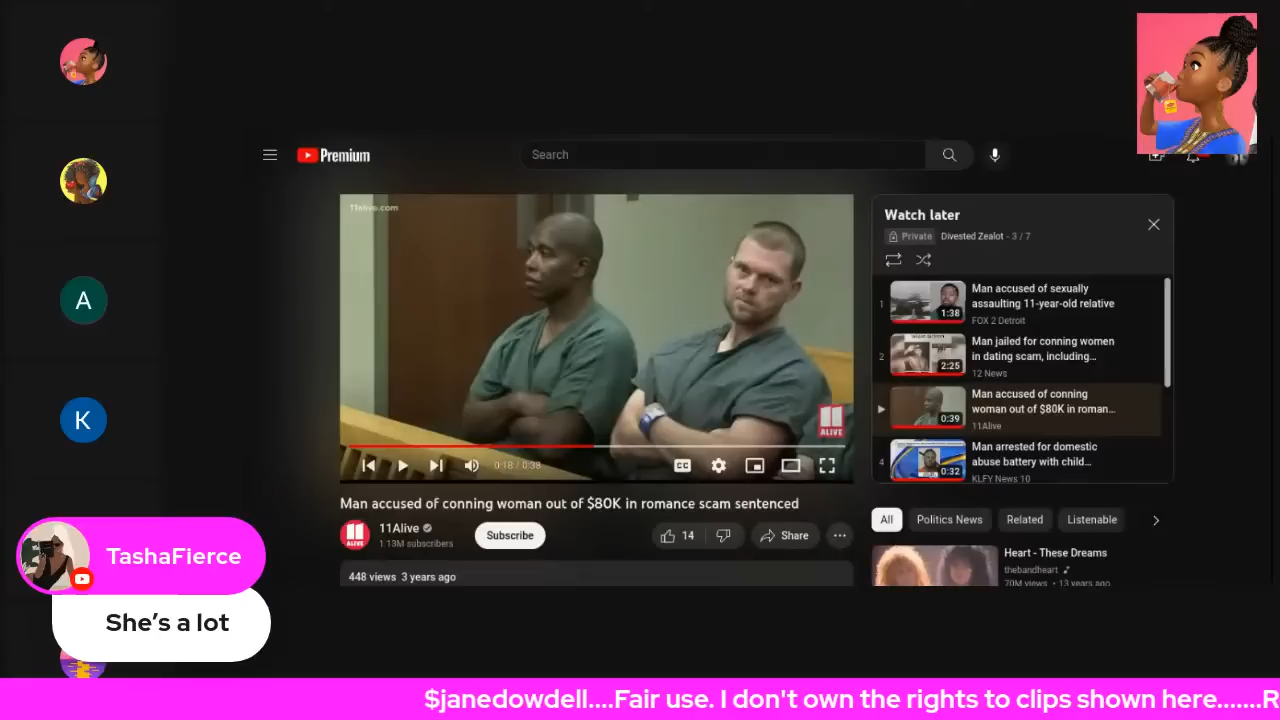 Premium
Search
11alive.com
ALIVE
0:18 / 0:38
CC
Man accused of conning woman out of $80K in romance scam sentenced
11Alive
1.13M subscribers
Subscribe
14
Share
448 views 3 years ago
Watch later
Private
Divested Zealot - 3 / 7
1
1:38
Man accused of sexually
assaulting 11-year-old relative
FOX 2 Detroit
2
2:25
Man jailed for conning women
in dating scam, including...
12 News
0:39
Man accused of conning
woman out of $80K in roman...
11Alive
4
0:32
Man arrested for domestic
abuse battery with child...
KLFY News 10
All
Politics News
Related
Listenable
Heart - These Dreams
thebandheart
70M views • 13 years ago
A
K
TashaFierce
She's a lot
$janedowdell....Fair use. I don't own the rights to clips shown here.......R